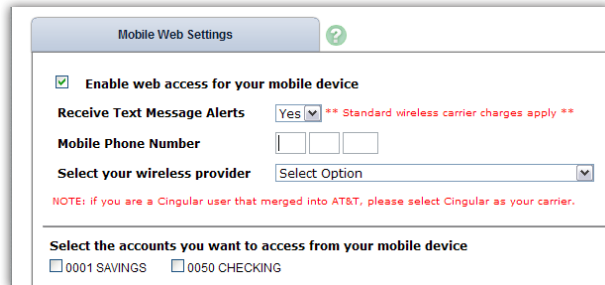 Mobile Web Settings
?
Enable web access for your mobile device
Receive Text Message Alerts Yes ** Standard wireless carrier charges apply **
Mobile Phone Number
Select your wireless provider Select Option
NOTE: if you are a Cingular user that merged into AT&T, please select Cingular as your carrier.
Select the accounts you want to access from your mobile device
0001 SAVINGS 0050 CHECKING